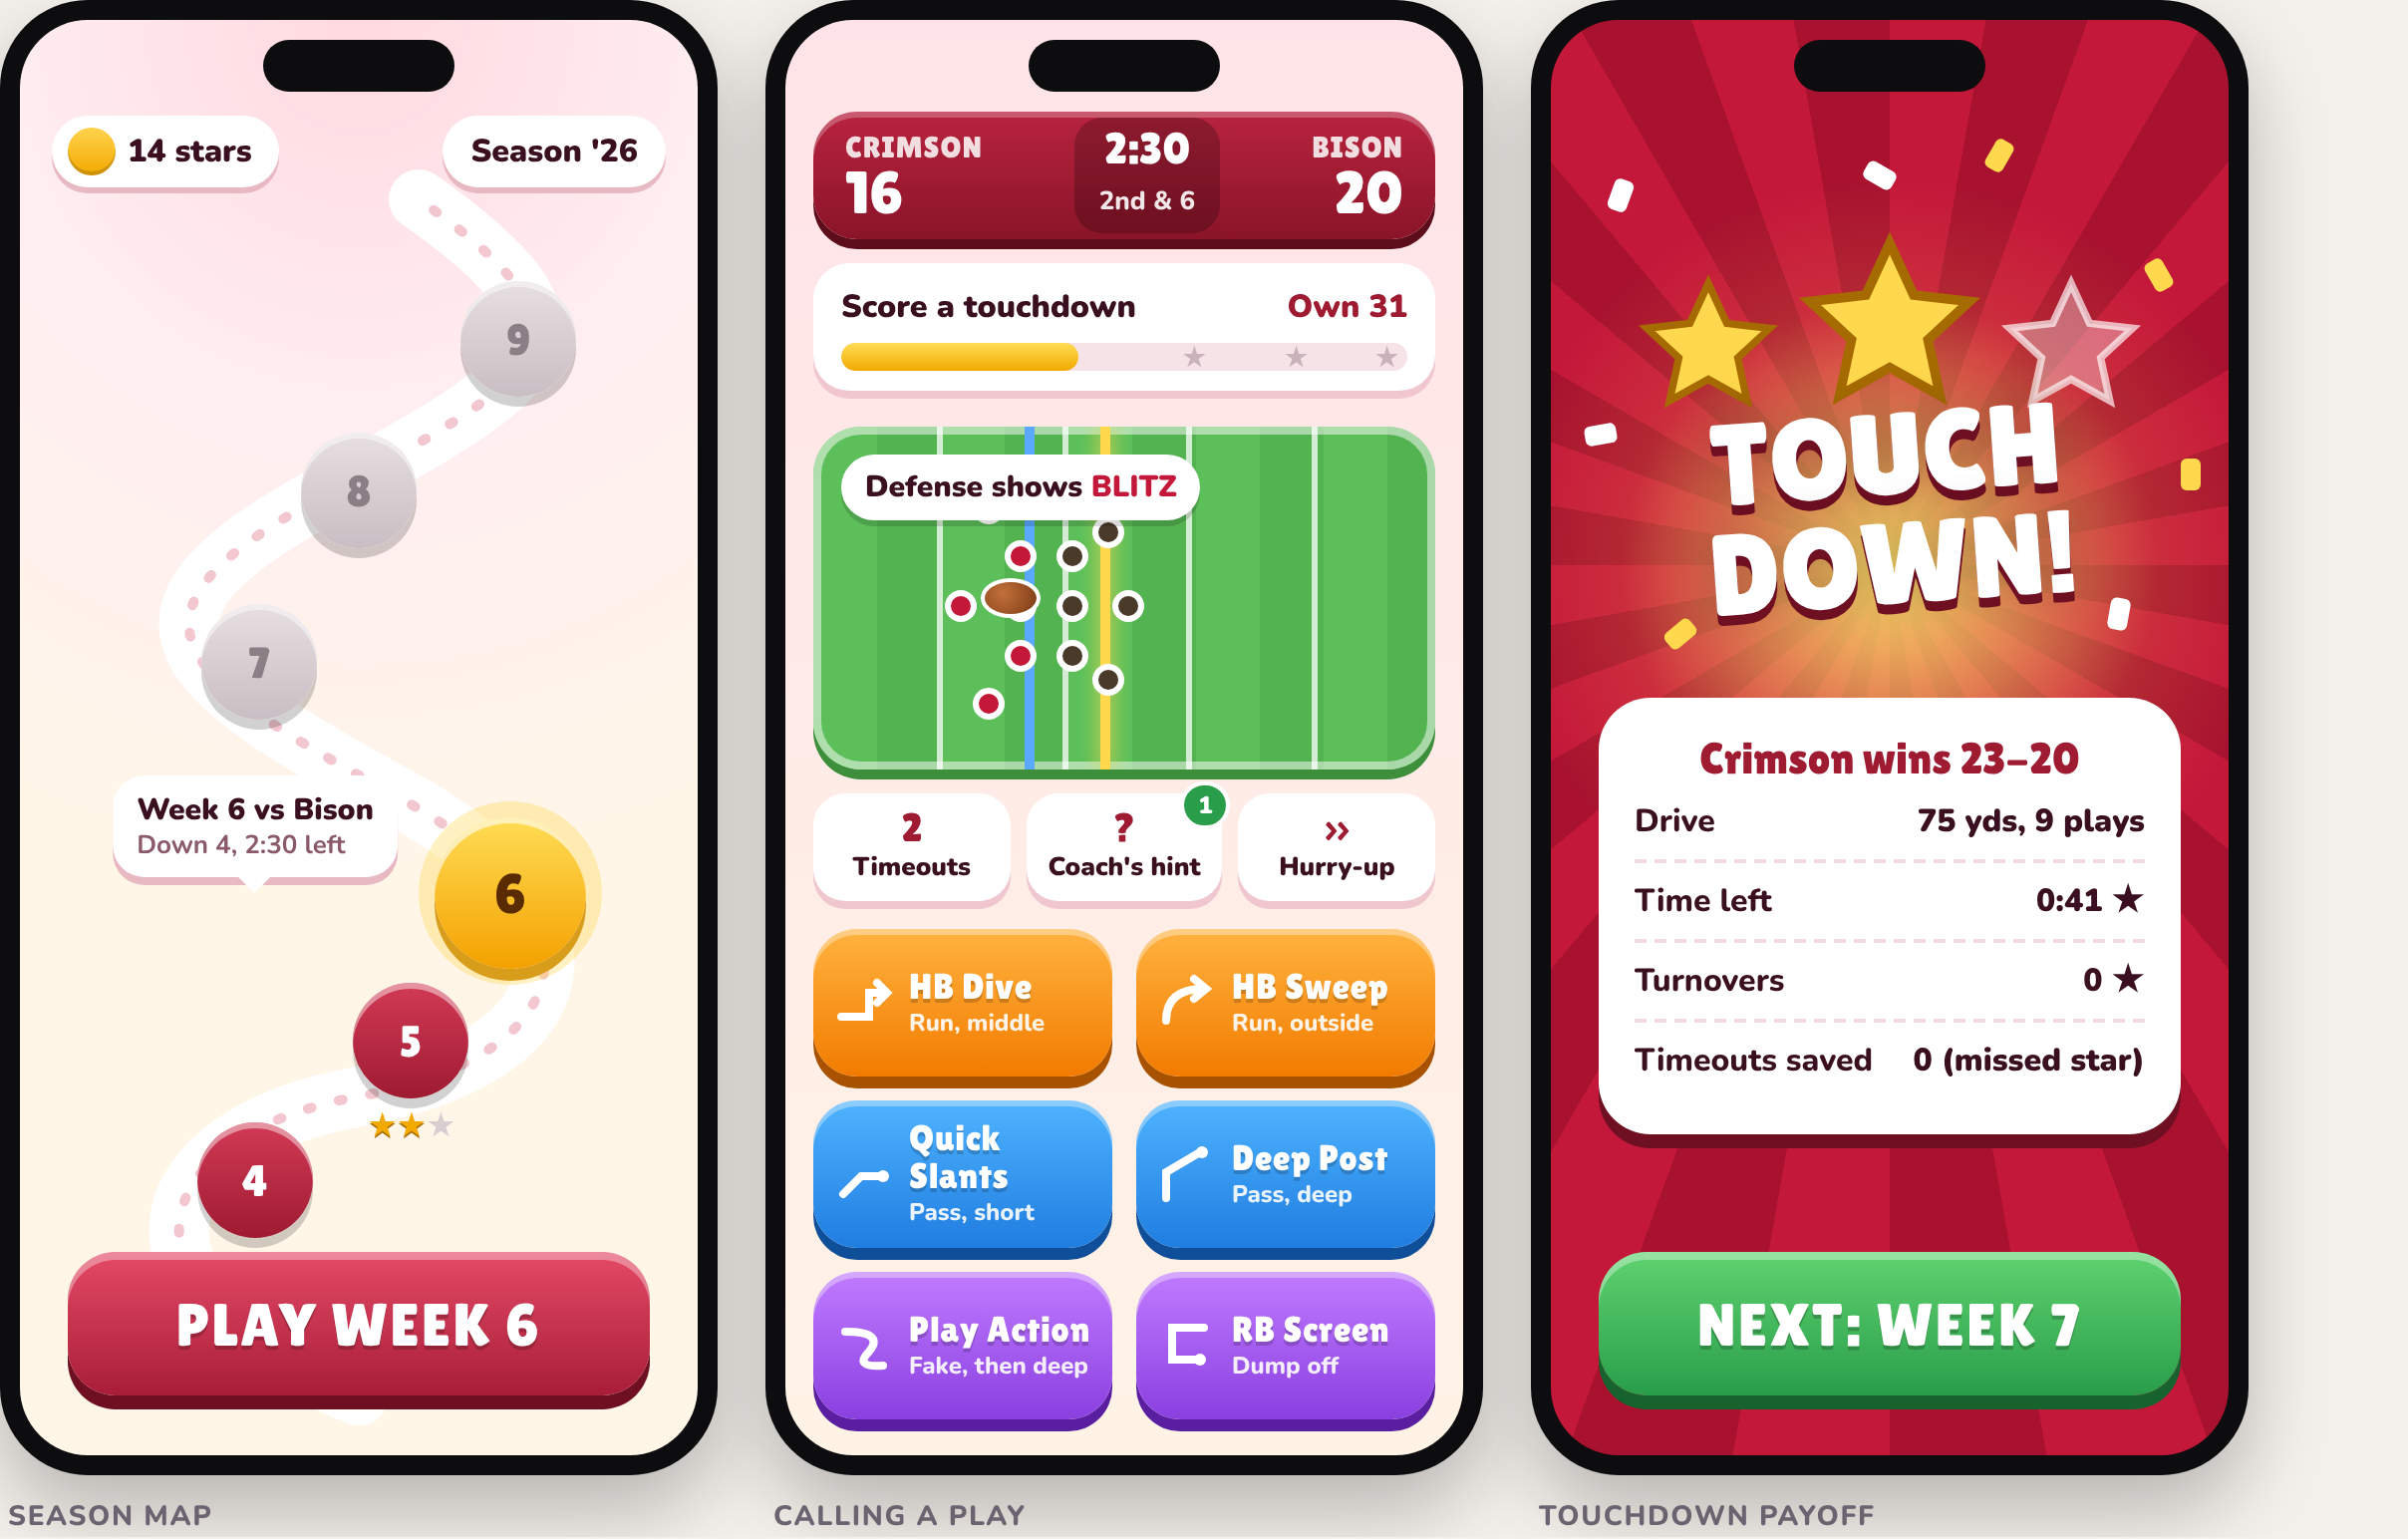 14 stars
Season '26
9
8
7
Week 6 vs Bison
Down 4, 2:30 left
6
5
4
PLAY WEEK 6
SEASON MAP
CRIMSON
16
2:30
2nd & 6
BISON
20
Score a touchdown
Own 31
Defense shows BLITZ
2
Timeouts
?
1
Coach's hint
››
Hurry-up
HB Dive
Run, middle
HB Sweep
Run, outside
Quick
Slants
Pass, short
Deep Post
Pass, deep
Play Action
Fake, then deep
RB Screen
Dump off
CALLING A PLAY
TOUCH
DOWN!
Crimson wins 23–20
Drive 75 yds, 9 plays
Time left 0:41 ★
Turnovers 0 ★
Timeouts saved 0 (missed star)
NEXT: WEEK 7
TOUCHDOWN PAYOFF